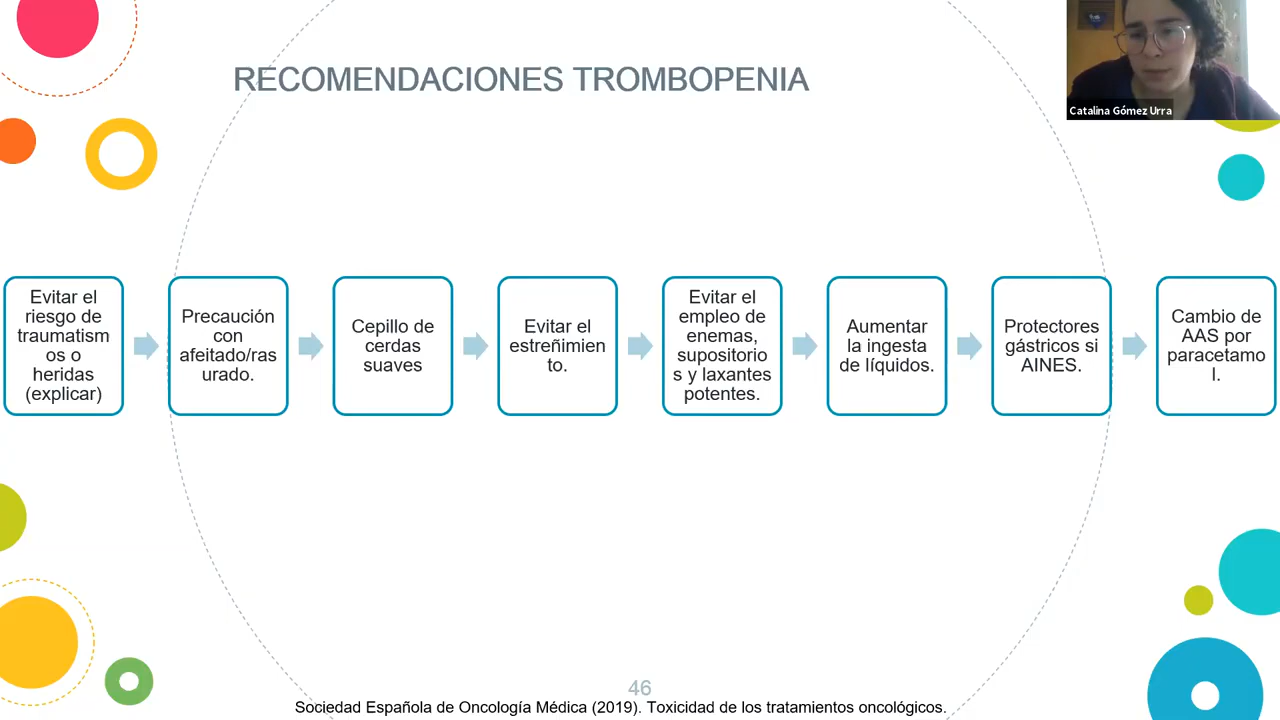 RECOMENDACIONES TROMBOPENIA
Catalina Gómez Urra
Evitar el
riesgo de
traumatism
os o
heridas
(explicar)
Precaución
con
afeitado/ras
urado.
Cepillo de
cerdas
suaves
Evitar el
estreñimien
to.
Evitar el
empleo de
enemas,
supositorio
s y laxantes
potentes.
Aumentar
la ingesta
de líquidos.
Protectores
gástricos si
AINES.
Cambio de
AAS por
paracetamo
l.
46
Sociedad Española de Oncología Médica (2019). Toxicidad de los tratamientos oncológicos.